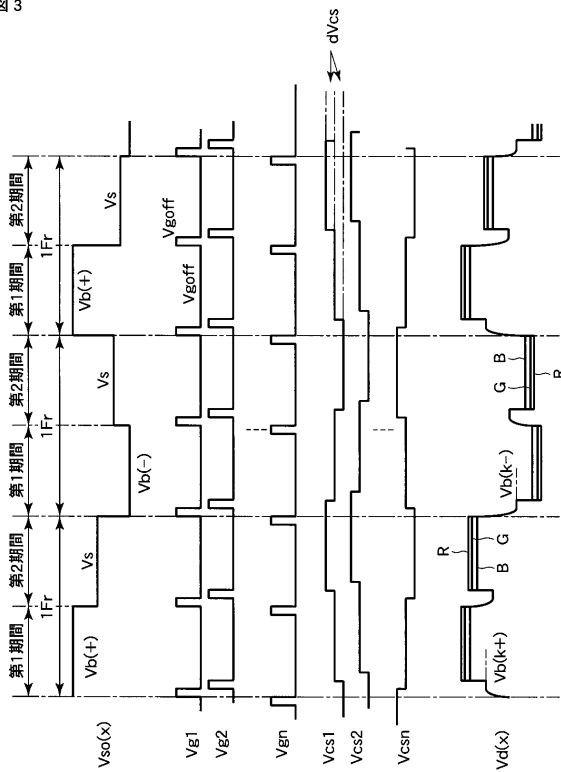 図3
第1期間 第2期間 第1期間 第2期間 第1期間 第2期間
1Fr 1Fr 1Fr
Vso(x) Vb(+) Vs Vb(-) Vs Vb(+) Vs
Vg1 Vgoff Vgoff
Vg2
Vgn
Vcs1 dVcs
Vcs2
Vcsn
Vd(x) Vb(k+) R G B Vb(k-) B G R